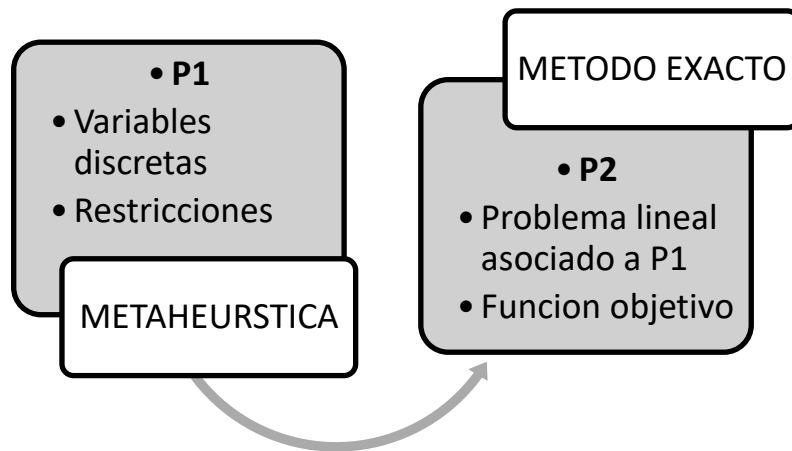 • P1
• Variables
discretas
• Restricciones
METAHEURSTICA
METODO EXACTO
• P2
• Problema lineal
asociado a P1
• Funcion objetivo